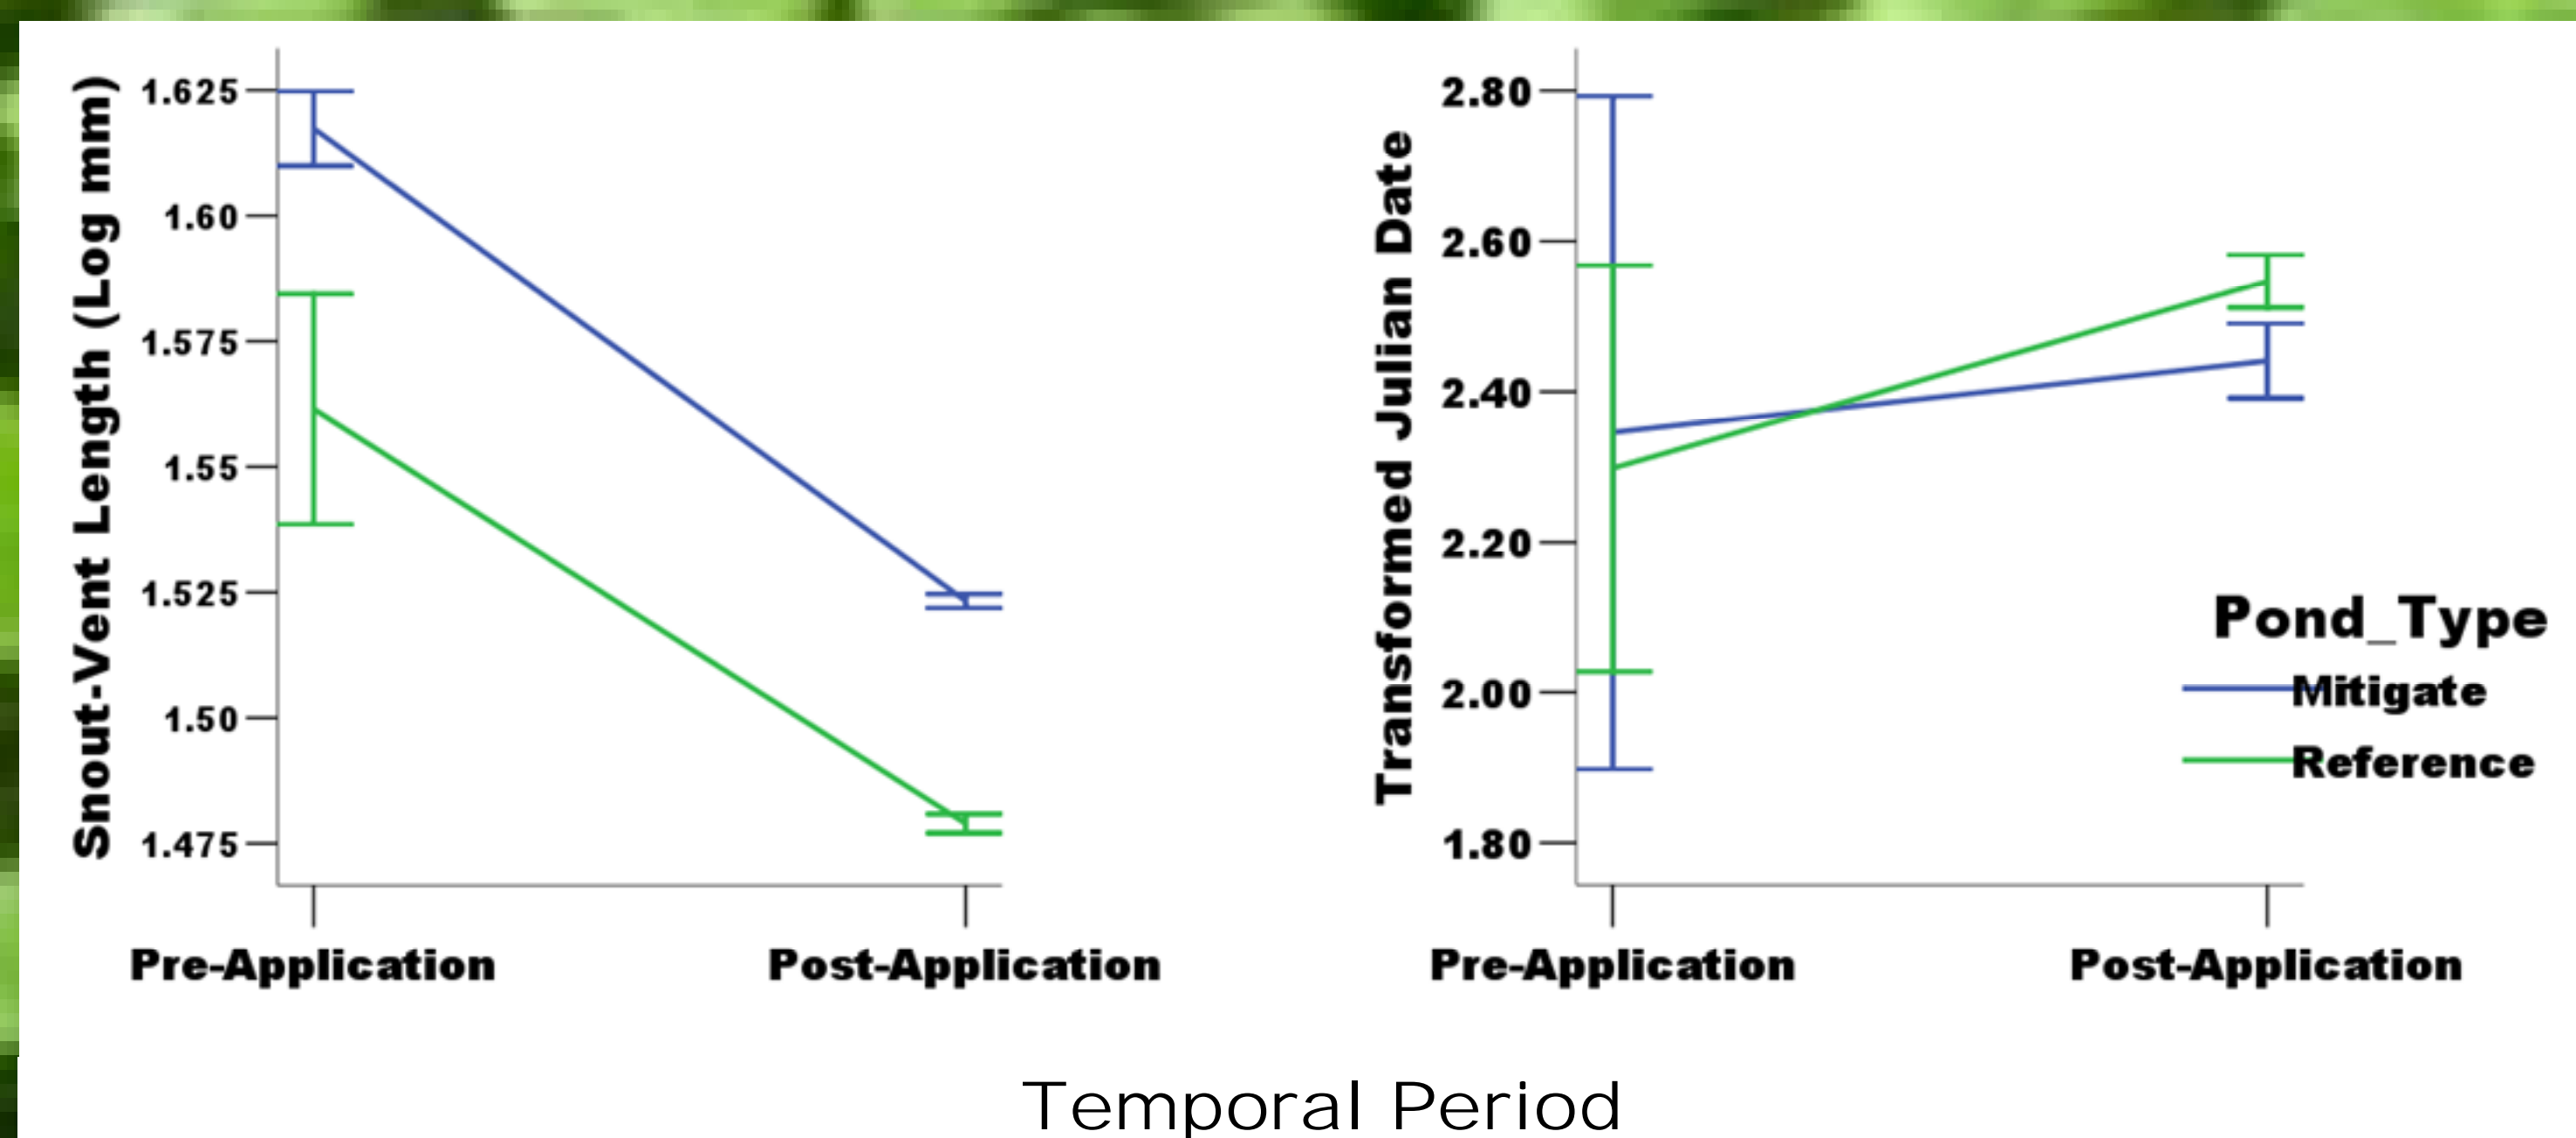 Snout-Vent Length (Log mm)
1.625
1.60
1.575
1.55
1.525
1.50
1.475
Pre-Application
Post-Application
Transformed Julian Date
2.80
2.60
2.40
2.20
2.00
1.80
Pre-Application
Post-Application
Pond_Type
Mitigate
Reference
Temporal Period